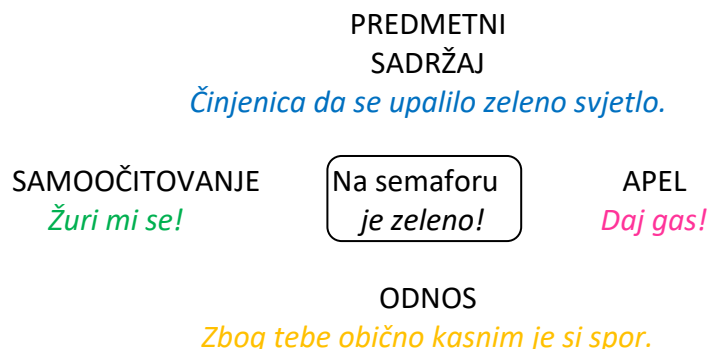 PREDMETNI
SADRŽAJ
Činjenica da se upalilo zeleno svjetlo.
SAMOOČITOVANJE
Žuri mi se!
Na semaforu
je zeleno!
APEL
Daj gas!
ODNOS
Zbog tebe obično kasnim je si spor.